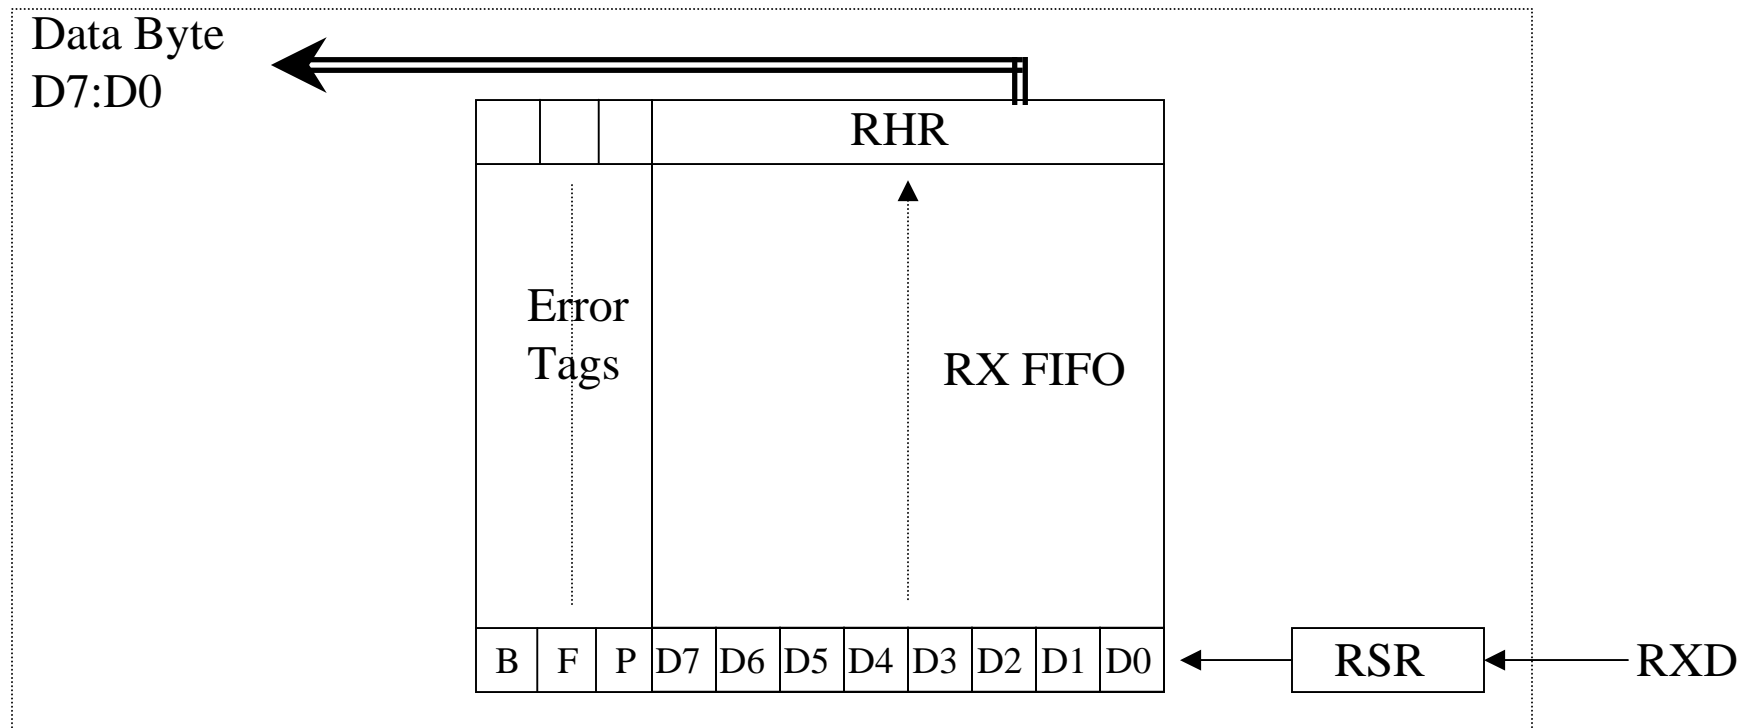 Data Byte
D7:D0
RHR
Error
Tags
RX FIFO
B F P D7 D6 D5 D4 D3 D2 D1 D0
RSR
RXD